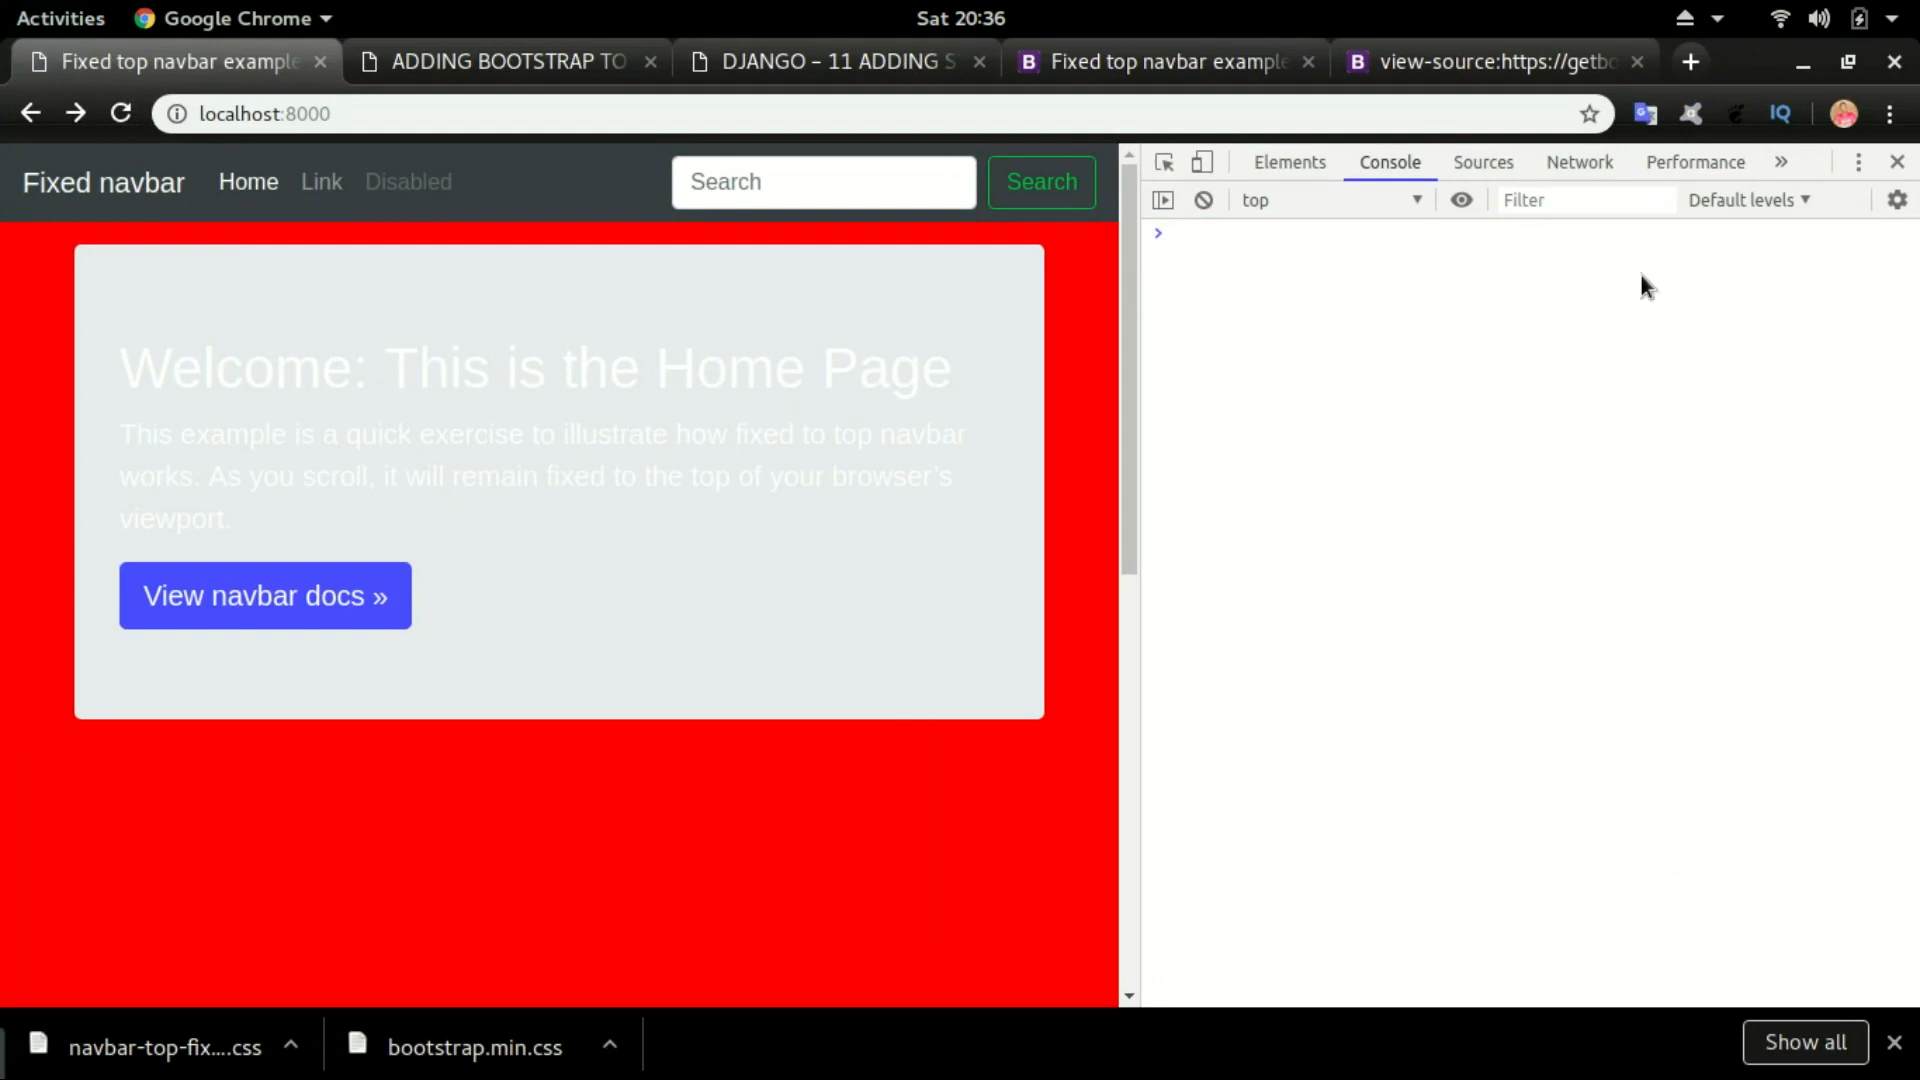 Activities Google Chrome Sat 20:36
Fixed top navbar example ADDING BOOTSTRAP TO DJANGO – 11 ADDING S Fixed top navbar example view-source:https://getbo
localhost:8000 IQ
Fixed navbar Home Link Disabled Search Search
Elements Console Sources Network Performance »
top Filter Default levels
>
Welcome: This is the Home Page
This example is a quick exercise to illustrate how fixed to top navbar
works. As you scroll, it will remain fixed to the top of your browser's
viewport.
View navbar docs »
navbar-top-fix....css bootstrap.min.css Show all